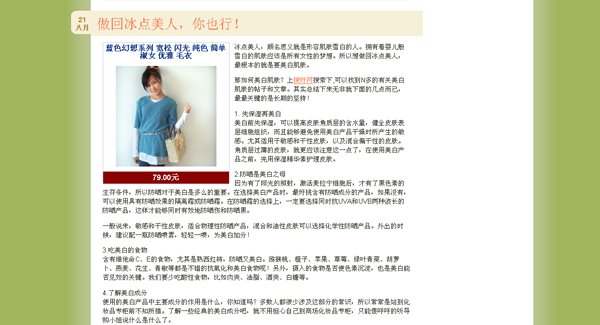 21
八月
做回冰点美人，你也行！
蓝色幻想系列 宽松 闪光 纯色 简单
淑女 优雅 毛衣
79.00元
冰点美人，顾名思义就是形容肌肤雪白的人。拥有着婴儿般
雪白的肌肤应该是所有女性的梦想。所以想做回冰点美人，
最根本的就是要美白肌肤。
那如何美白肌肤？上搜好网搜索下,可以找到N多的有关美白
肌肤的帖子和文章。其实总结下来无非就下面的几点而已，
最最关键的是长期的坚持！
1. 先保湿再美白
美白前先保湿，可以提高皮肤角质层的含水量，健全皮肤表
层细胞组织，而且能够避免使用美白产品干燥时所产生的敏
感。尤其适用于敏感和干性皮肤，以及混合偏干性的皮肤。
角质层过薄的皮肤，就更应该注意这一点了，在使用美白产
品之前，先用保湿精华素护理皮肤。
2.防晒是美白之母
因为有了阳光的照射，激活麦拉宁细胞后，才有了黑色素的
生存条件。所以防晒对于美白是多么的重要。在选择美白产品时，最好挑含有防晒成分的产品，如果没有，
可以使用具有防晒效果的隔离霜或防晒霜。在防晒霜的选择上，一定要选择同时抗UVA和UVB两种波长的
防晒产品，这样才能够同时有效地防晒伤和防晒黑。
一般说来，敏感和干性皮肤，适合物理性防晒产品，混合和油性皮肤可以选择化学性防晒产品。外出的时
候，建议配一瓶防晒喷雾，轻轻一喷，为美白加分！
3.吃美白的食物
含有维他命C、E的食物，尤其是熟西红柿，防晒又美白。猕猴桃、橙子、苹果、草莓、绿叶青菜、胡萝
卜、燕麦、花生、青椒等都是不错的抗氧化和美白食物呢！另外，摄入的食物是否使色素沉淀，也是美白能
否见效的关键。我们要少吃酸性食物，比如肉类、油脂、酒类、白糖等。
4.了解美白成分
使用的美白产品中主要成分的作用是什么，你知道吗？多数人都很少涉及这部分的常识，所以常常是站到化
妆品专柜前不知所措。了解一些经典的美白成分吧，就不用担心自己到商场化妆品专柜，只能傻呼呼的听导
购小姐说什么是什么了。